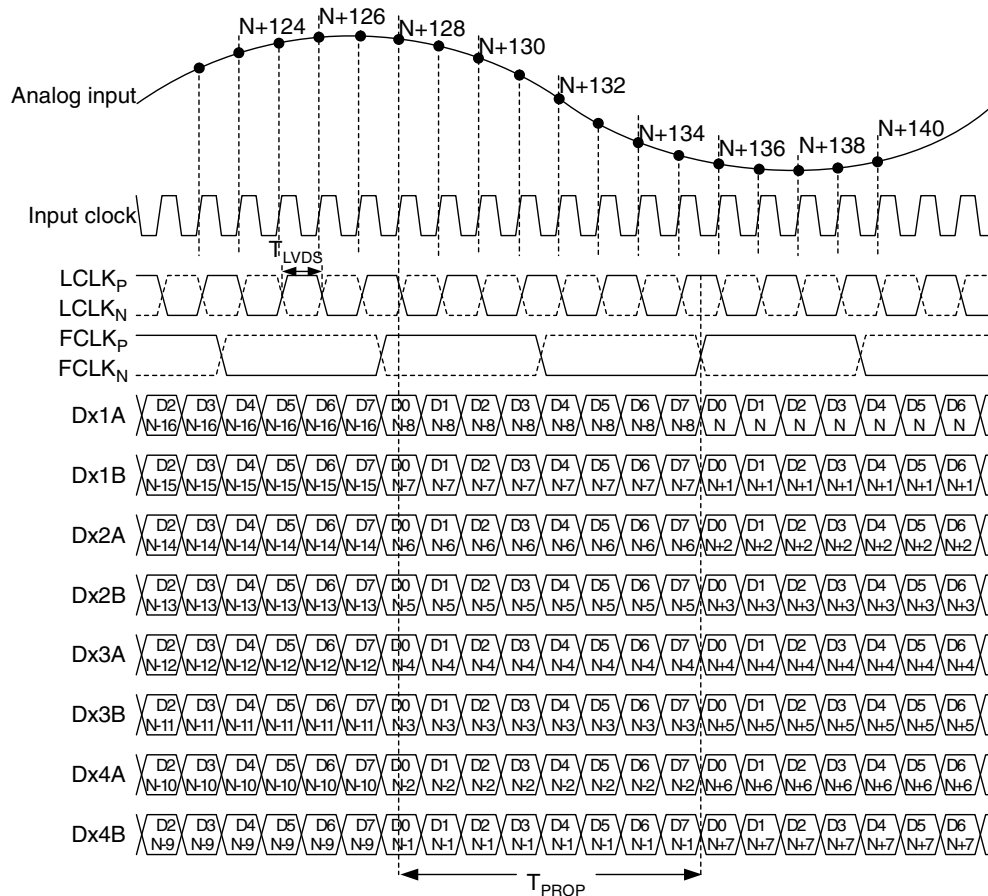 N+124 N+126 N+128 N+130 N+132 N+134 N+136 N+138 N+140
Analog input
Input clock
TLVDS
LCLKP
LCLKN
FCLKP
FCLKN
Dx1A D2 D3 D4 D5 D6 D7 D0 D1 D2 D3 D4 D5 D6 D7 D0 D1 D2 D3 D4 D5 D6
N-16 N-16 N-16 N-16 N-16 N-16 N-8 N-8 N-8 N-8 N-8 N-8 N-8 N-8 N N N N N N N
Dx1B D2 D3 D4 D5 D6 D7 D0 D1 D2 D3 D4 D5 D6 D7 D0 D1 D2 D3 D4 D5 D6
N-15 N-15 N-15 N-15 N-15 N-15 N-7 N-7 N-7 N-7 N-7 N-7 N-7 N-7 N+1 N+1 N+1 N+1 N+1 N+1 N+1
Dx2A D2 D3 D4 D5 D6 D7 D0 D1 D2 D3 D4 D5 D6 D7 D0 D1 D2 D3 D4 D5 D6
N-14 N-14 N-14 N-14 N-14 N-14 N-6 N-6 N-6 N-6 N-6 N-6 N-6 N-6 N+2 N+2 N+2 N+2 N+2 N+2 N+2
Dx2B D2 D3 D4 D5 D6 D7 D0 D1 D2 D3 D4 D5 D6 D7 D0 D1 D2 D3 D4 D5 D6
N-13 N-13 N-13 N-13 N-13 N-13 N-5 N-5 N-5 N-5 N-5 N-5 N-5 N-5 N+3 N+3 N+3 N+3 N+3 N+3 N+3
Dx3A D2 D3 D4 D5 D6 D7 D0 D1 D2 D3 D4 D5 D6 D7 D0 D1 D2 D3 D4 D5 D6
N-12 N-12 N-12 N-12 N-12 N-12 N-4 N-4 N-4 N-4 N-4 N-4 N-4 N-4 N+4 N+4 N+4 N+4 N+4 N+4 N+4
Dx3B D2 D3 D4 D5 D6 D7 D0 D1 D2 D3 D4 D5 D6 D7 D0 D1 D2 D3 D4 D5 D6
N-11 N-11 N-11 N-11 N-11 N-11 N-3 N-3 N-3 N-3 N-3 N-3 N-3 N-3 N+5 N+5 N+5 N+5 N+5 N+5 N+5
Dx4A D2 D3 D4 D5 D6 D7 D0 D1 D2 D3 D4 D5 D6 D7 D0 D1 D2 D3 D4 D5 D6
N-10 N-10 N-10 N-10 N-10 N-10 N-2 N-2 N-2 N-2 N-2 N-2 N-2 N-2 N+6 N+6 N+6 N+6 N+6 N+6 N+6
Dx4B D2 D3 D4 D5 D6 D7 D0 D1 D2 D3 D4 D5 D6 D7 D0 D1 D2 D3 D4 D5 D6
N-9 N-9 N-9 N-9 N-9 N-9 N-1 N-1 N-1 N-1 N-1 N-1 N-1 N-1 N+7 N+7 N+7 N+7 N+7 N+7 N+7
TPROP